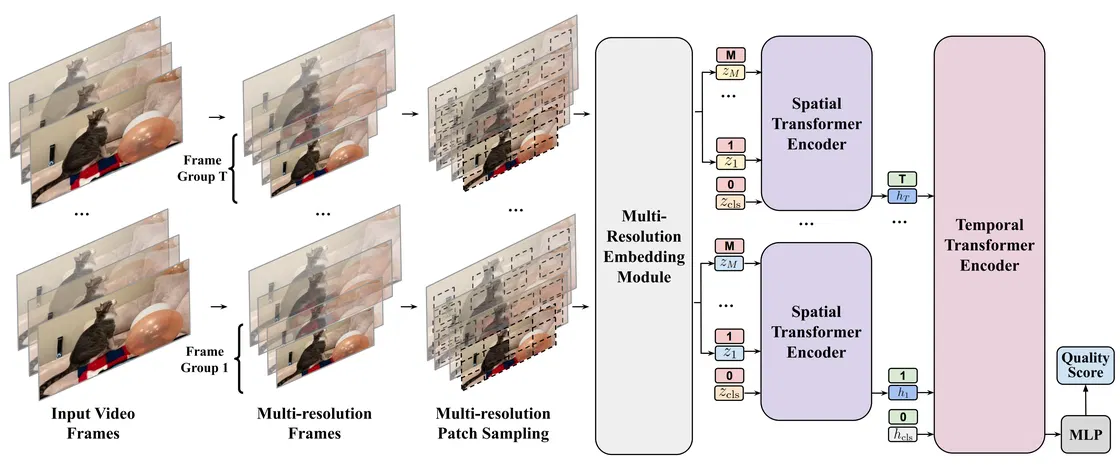 Input Video
Frames
...
Frame
Group T
...
Frame
Group 1
Multi-resolution
Frames
...
Multi-resolution
Patch Sampling
Multi-
Resolution
Embedding
Module
M
z_M
...
1
z_1
0
z_cls
M
z_M
...
1
z_1
0
z_cls
Spatial
Transformer
Encoder
...
Spatial
Transformer
Encoder
T
h_T
...
1
h_1
0
h_cls
Temporal
Transformer
Encoder
Quality
Score
MLP